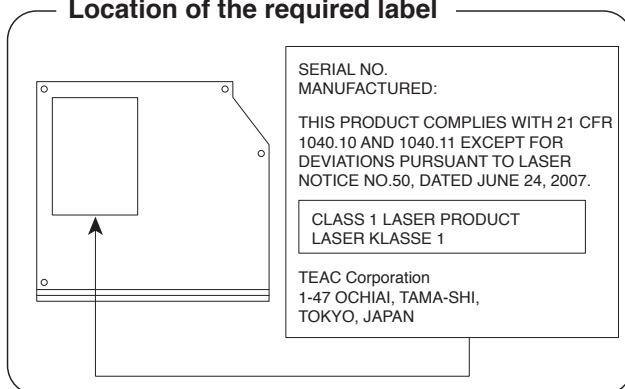 Location of the required label
SERIAL NO.
MANUFACTURED:
THIS PRODUCT COMPLIES WITH 21 CFR
1040.10 AND 1040.11 EXCEPT FOR
DEVIATIONS PURSUANT TO LASER
NOTICE NO.50, DATED JUNE 24, 2007.
CLASS 1 LASER PRODUCT
LASER KLASSE 1
TEAC Corporation
1-47 OCHIAI, TAMA-SHI,
TOKYO, JAPAN